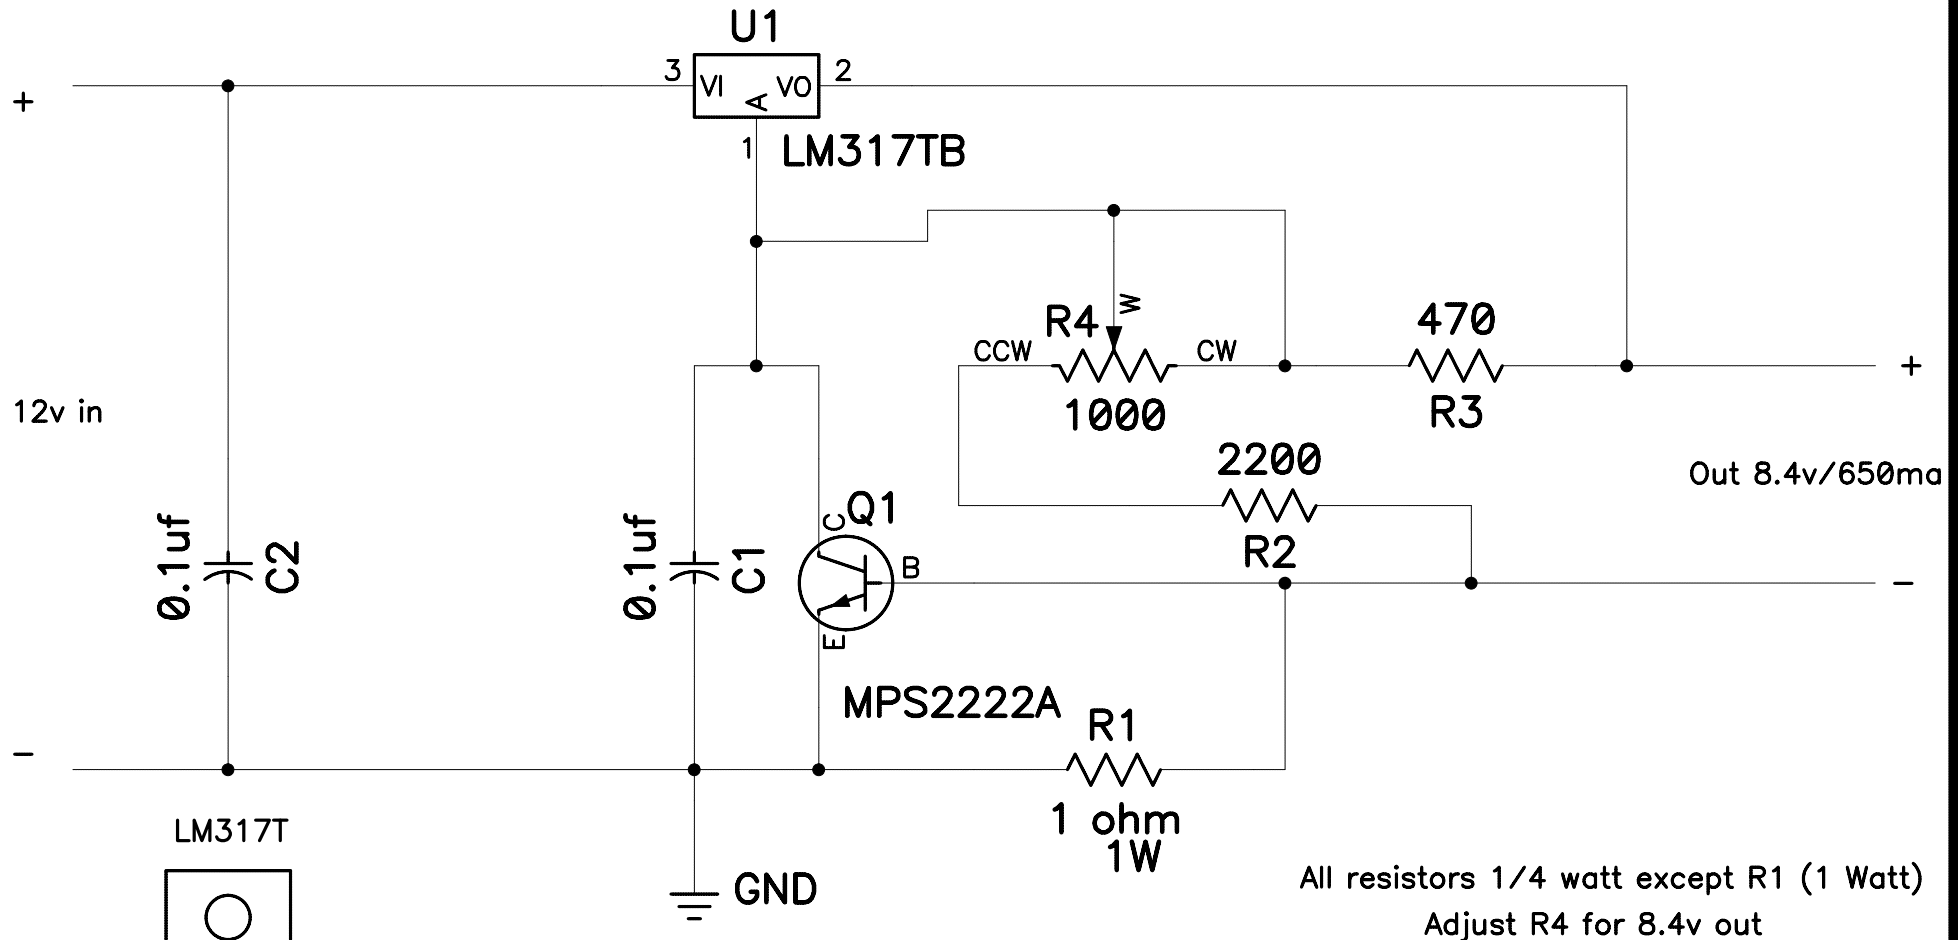 U1
3
VI
VO
2
+
A
1
LM317TB
W
R4
470
CCW
CW
+
1000
R3
12v in
2200
Out 8.4v/650ma
C
Q1
0.1uf
C2
0.1uf
C1
R2
B
-
E
MPS2222A
R1
-
1 ohm
1W
LM317T
GND
All resistors 1/4 watt except R1 (1 Watt)
Adjust R4 for 8.4v out